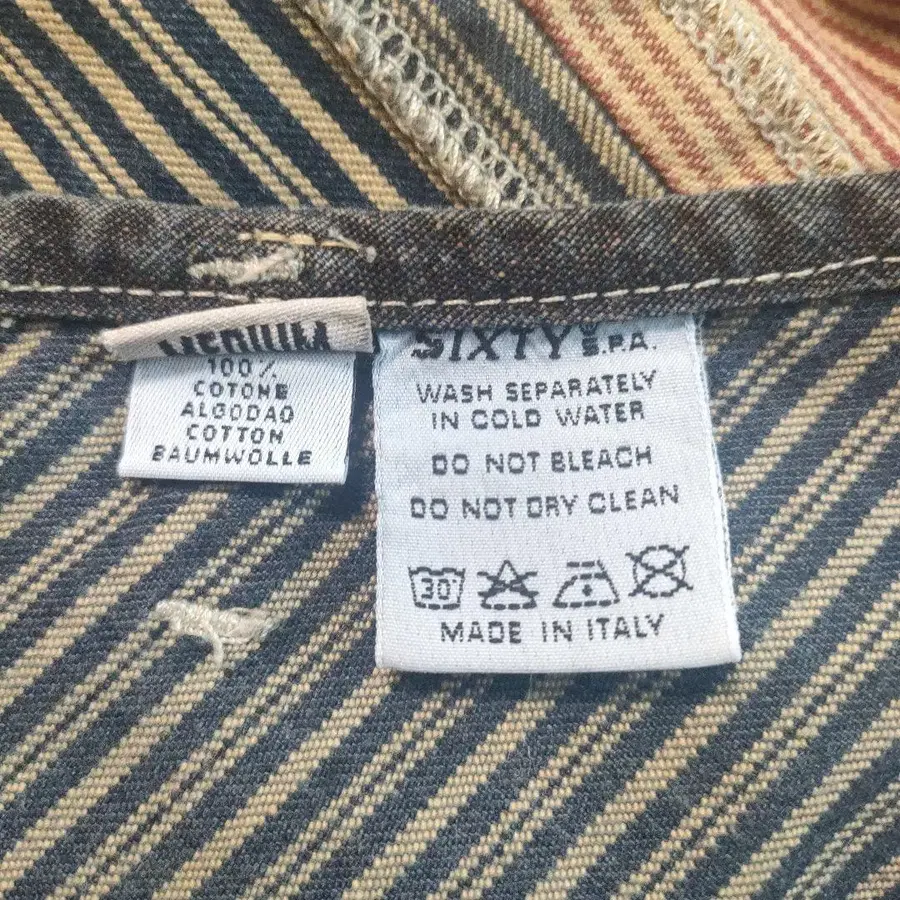 MEDIUM
100%
COTONE
ALGODAO
COTTON
BAUMWOLLE
SIXTY S.P.A.
WASH SEPARATELY
IN COLD WATER
DO NOT BLEACH
DO NOT DRY CLEAN
30°
MADE IN ITALY